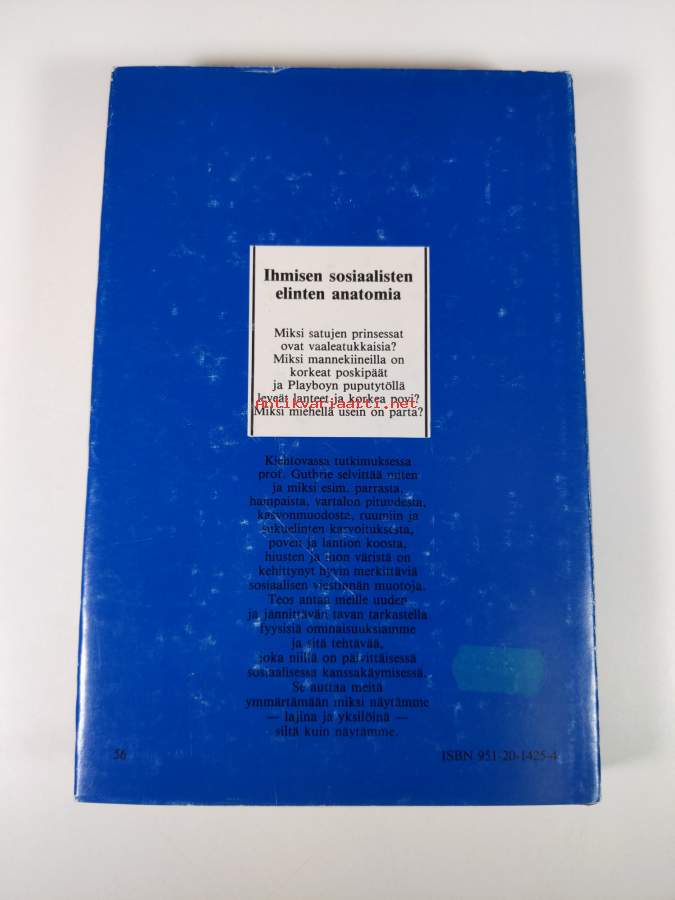 Ihmisen sosiaalisten
elinten anatomia
Miksi satujen prinsessat
ovat vaaleatukkaisia?
Miksi mannekiineilla on
korkeat poskipäät
ja Playboyn puputytöllä
leveät lanteet ja korkea povi?
antikvariaatti.net
Miksi miehellä usein on parta?
Kiehtovassa tutkimuksessa
prof. Guthrie selvittää miten
ja miksi esim. parrasta,
hampaista, vartalon pituudesta,
kasvonmuodosta, ruumiin ja
sukuelinten karvoituksesta,
poven ja lantion koosta,
hiusten ja ihon väristä on
kehittynyt hyvin merkittäviä
sosiaalisen viestinnän muotoja.
Teos antaa meille uuden
ja jännittävän tavan tarkastella
fyysisiä ominaisuuksiamme
ja sitä tehtävää,
joka niillä on päivittäisessä
sosiaalisessa kanssakäymisessä.
Se auttaa meitä
ymmärtämään miksi näytämme
— lajina ja yksilöinä —
siltä kuin näytämme.
56
ISBN 951-20-1425-4